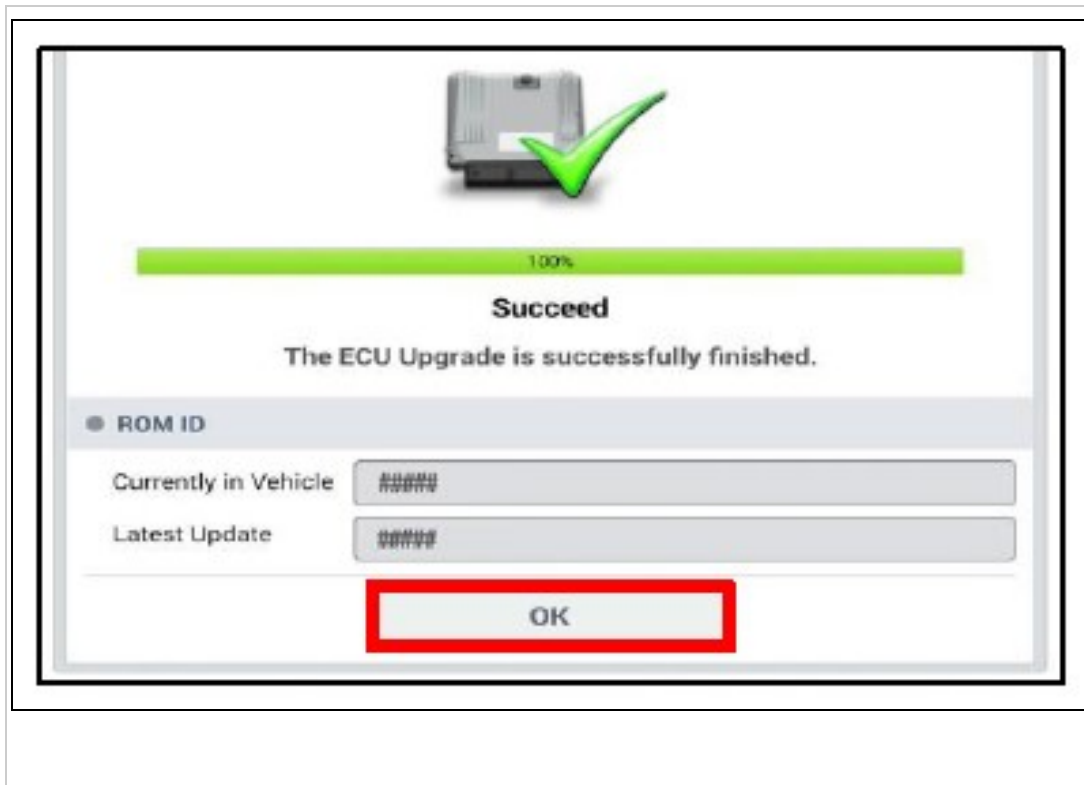 100%
Succeed
The ECU Upgrade is successfully finished.
ROM ID
Currently in Vehicle #####
Latest Update #####
OK